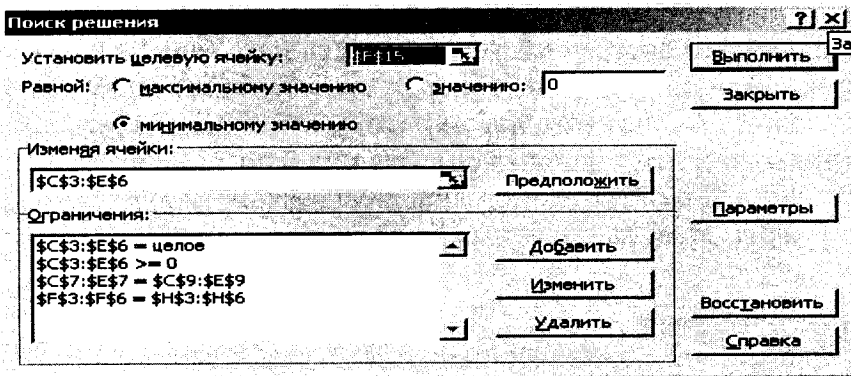 Поиск решения
Установить целевую ячейку: $F$15 Выполнить За
Равной: максимальному значению значению: 0 Закрыть
минимальному значению
Изменяя ячейки:
$C$3:$E$6 Предположить
Ограничения: Параметры
$C$3:$E$6 = целое Добавить
$C$3:$E$6 >= 0
$C$7:$E$7 = $C$9:$E$9 Изменить
$F$3:$F$6 = $H$3:$H$6 Восстановить
Удалить
Справка